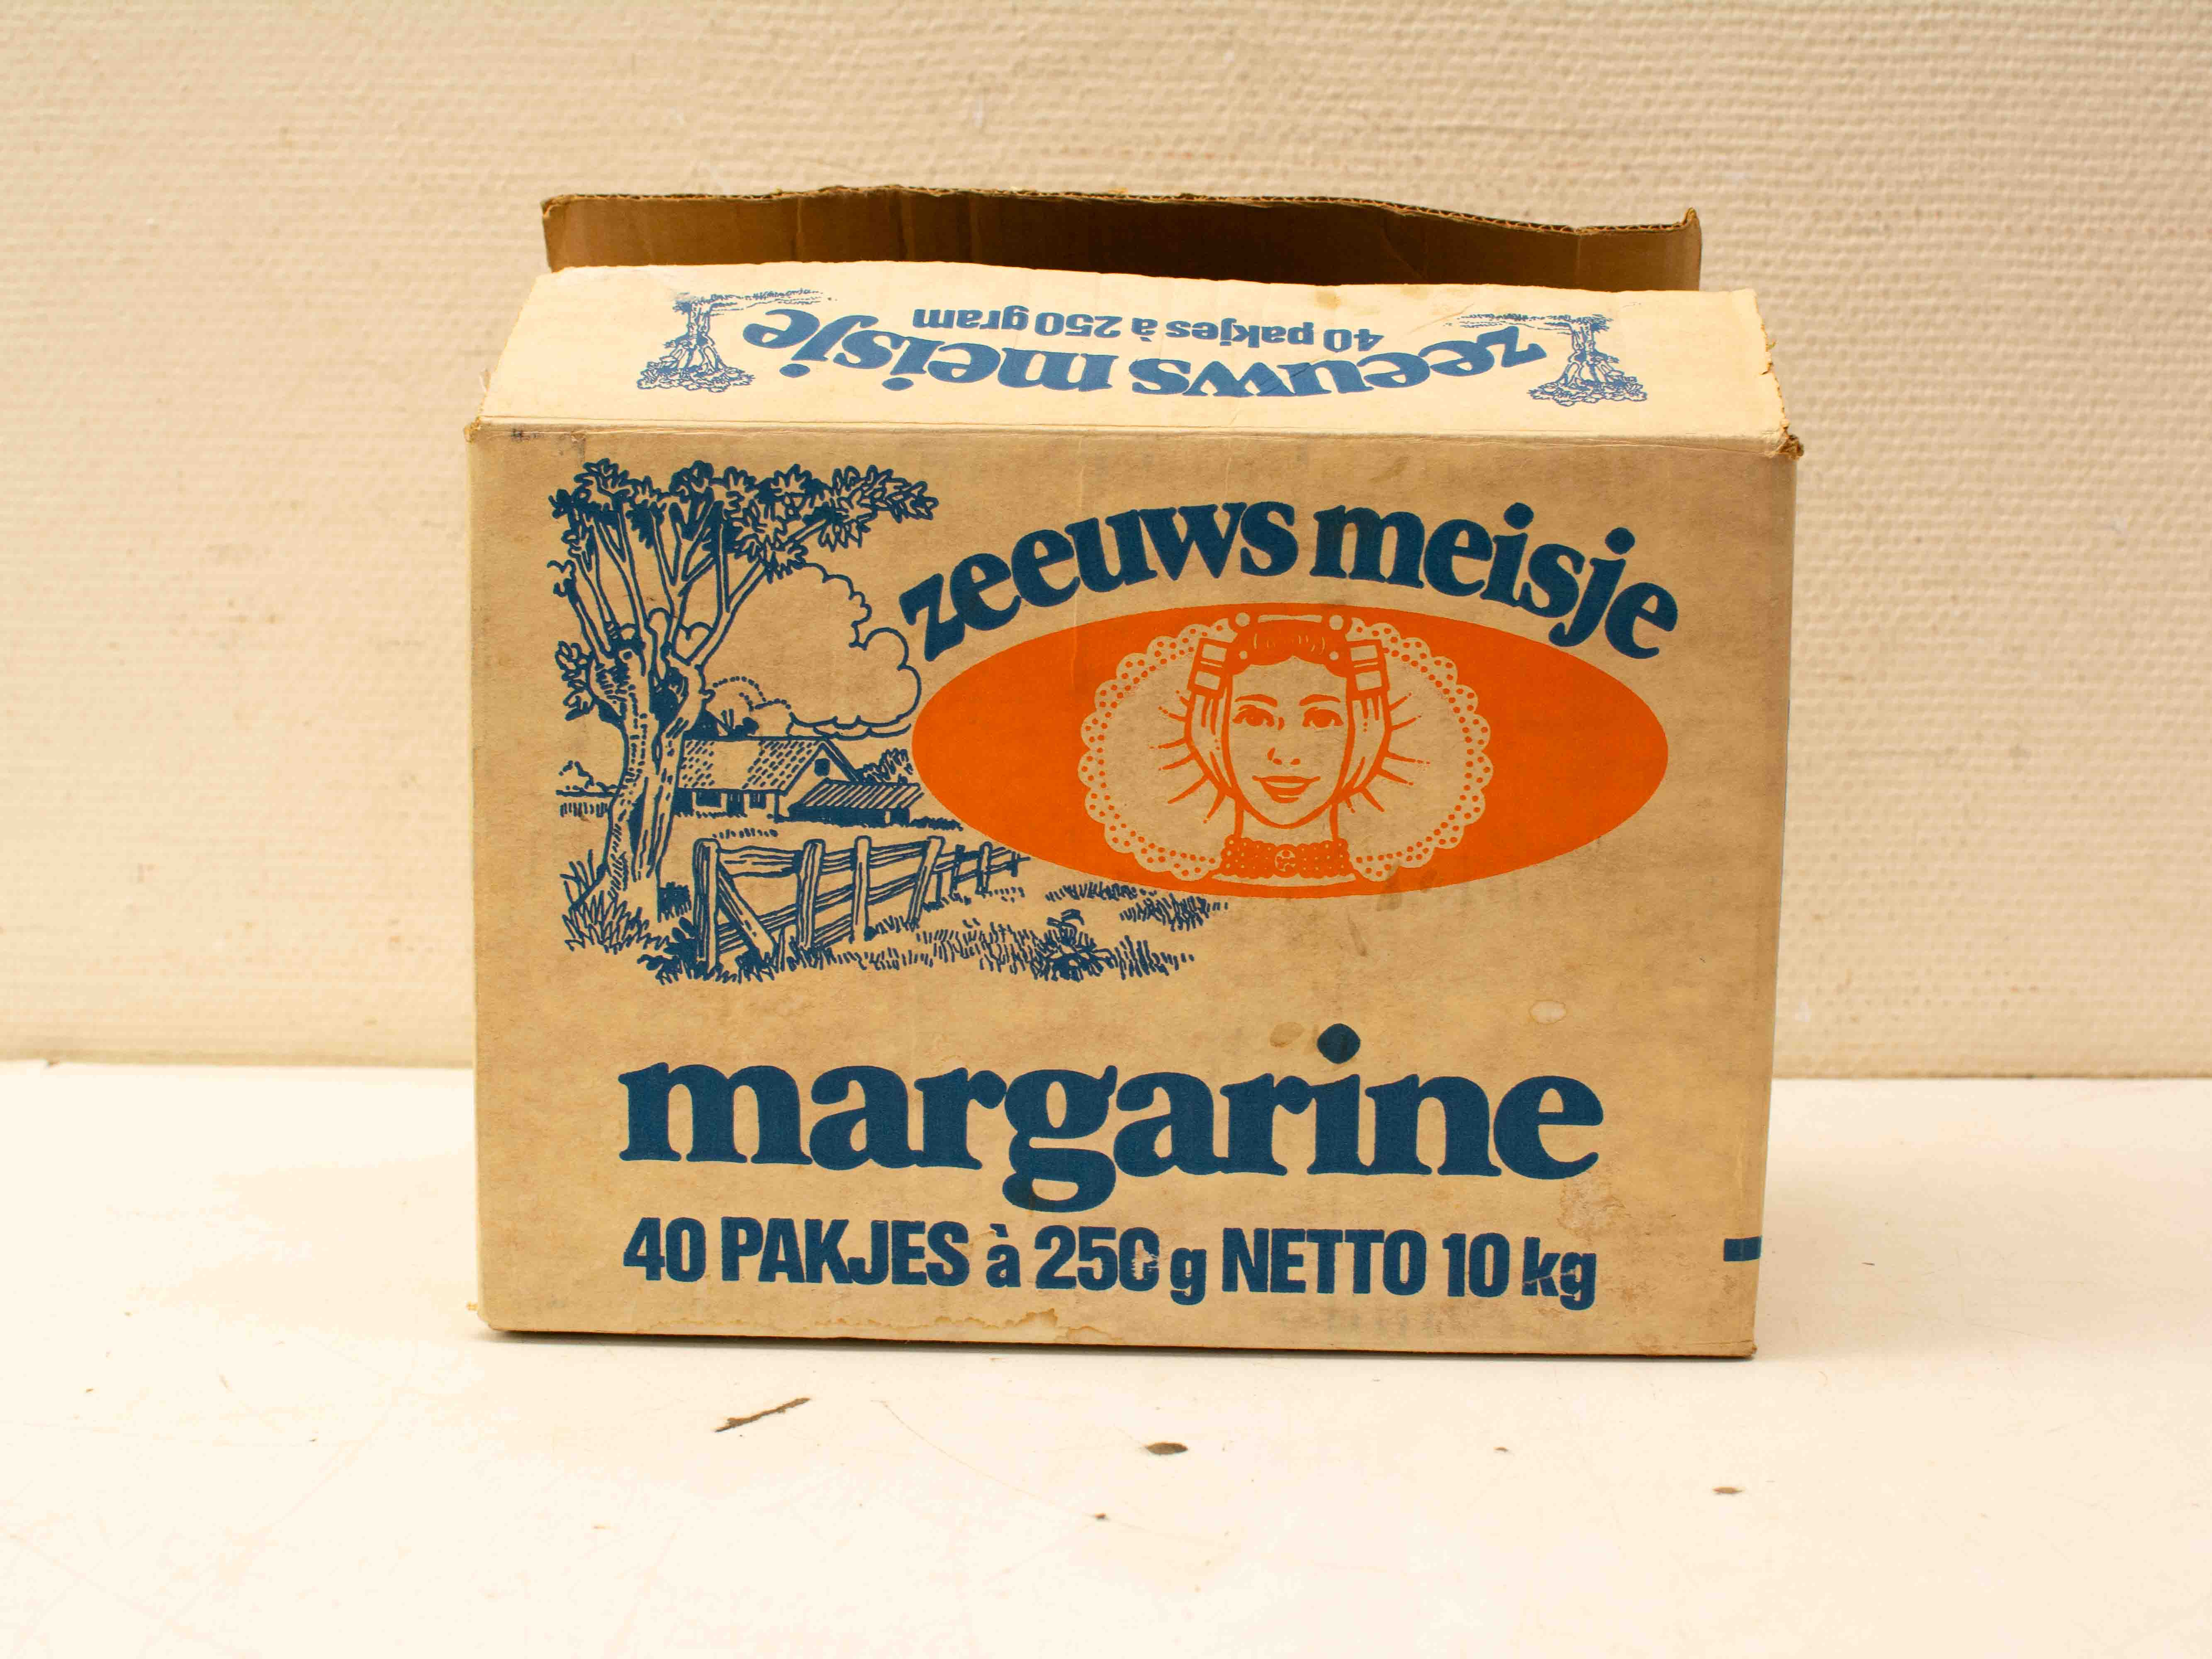 zeeuws meisje
40 pakjes à 250 gram
zeeuws meisje
margarine
40 PAKJES à 250 g NETTO 10 kg